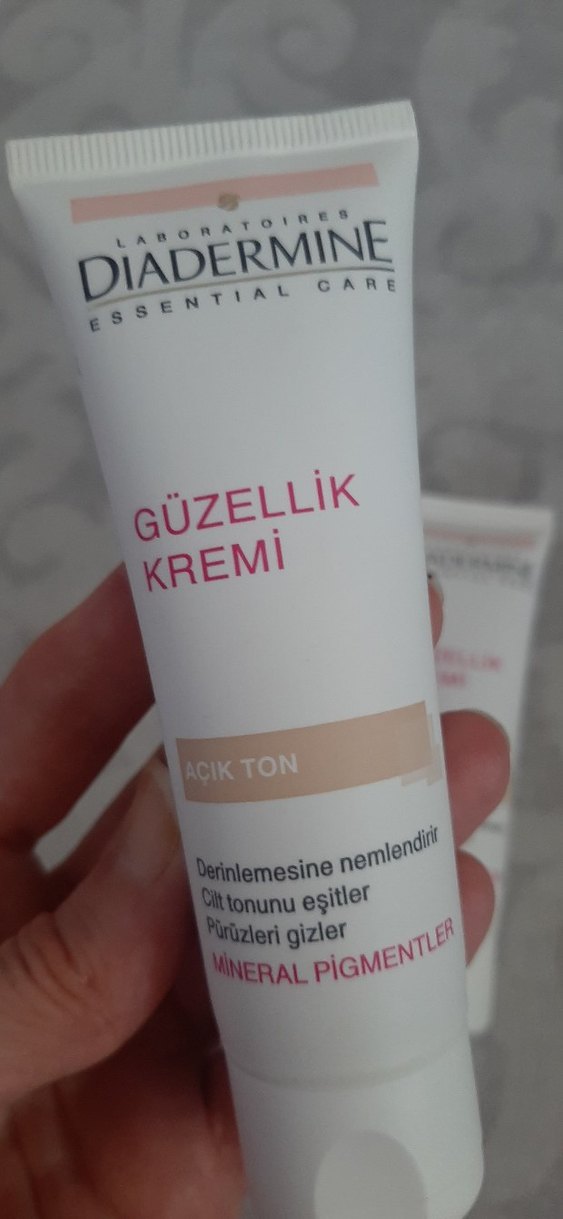 LABORATOIRES
DIADERMINE
ESSENTIAL CARE
GÜZELLİK
KREMİ
AÇIK TON
Derinlemesine nemlendirir
Cilt tonunu eşitler
Pürüzleri gizler
MİNERAL PİGMENTLER